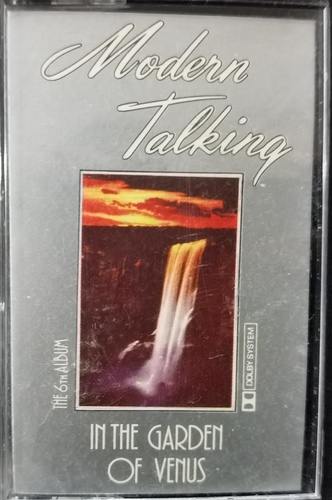 Modern
Talking
THE 6TH ALBUM
DOLBY SYSTEM
IN THE GARDEN
OF VENUS